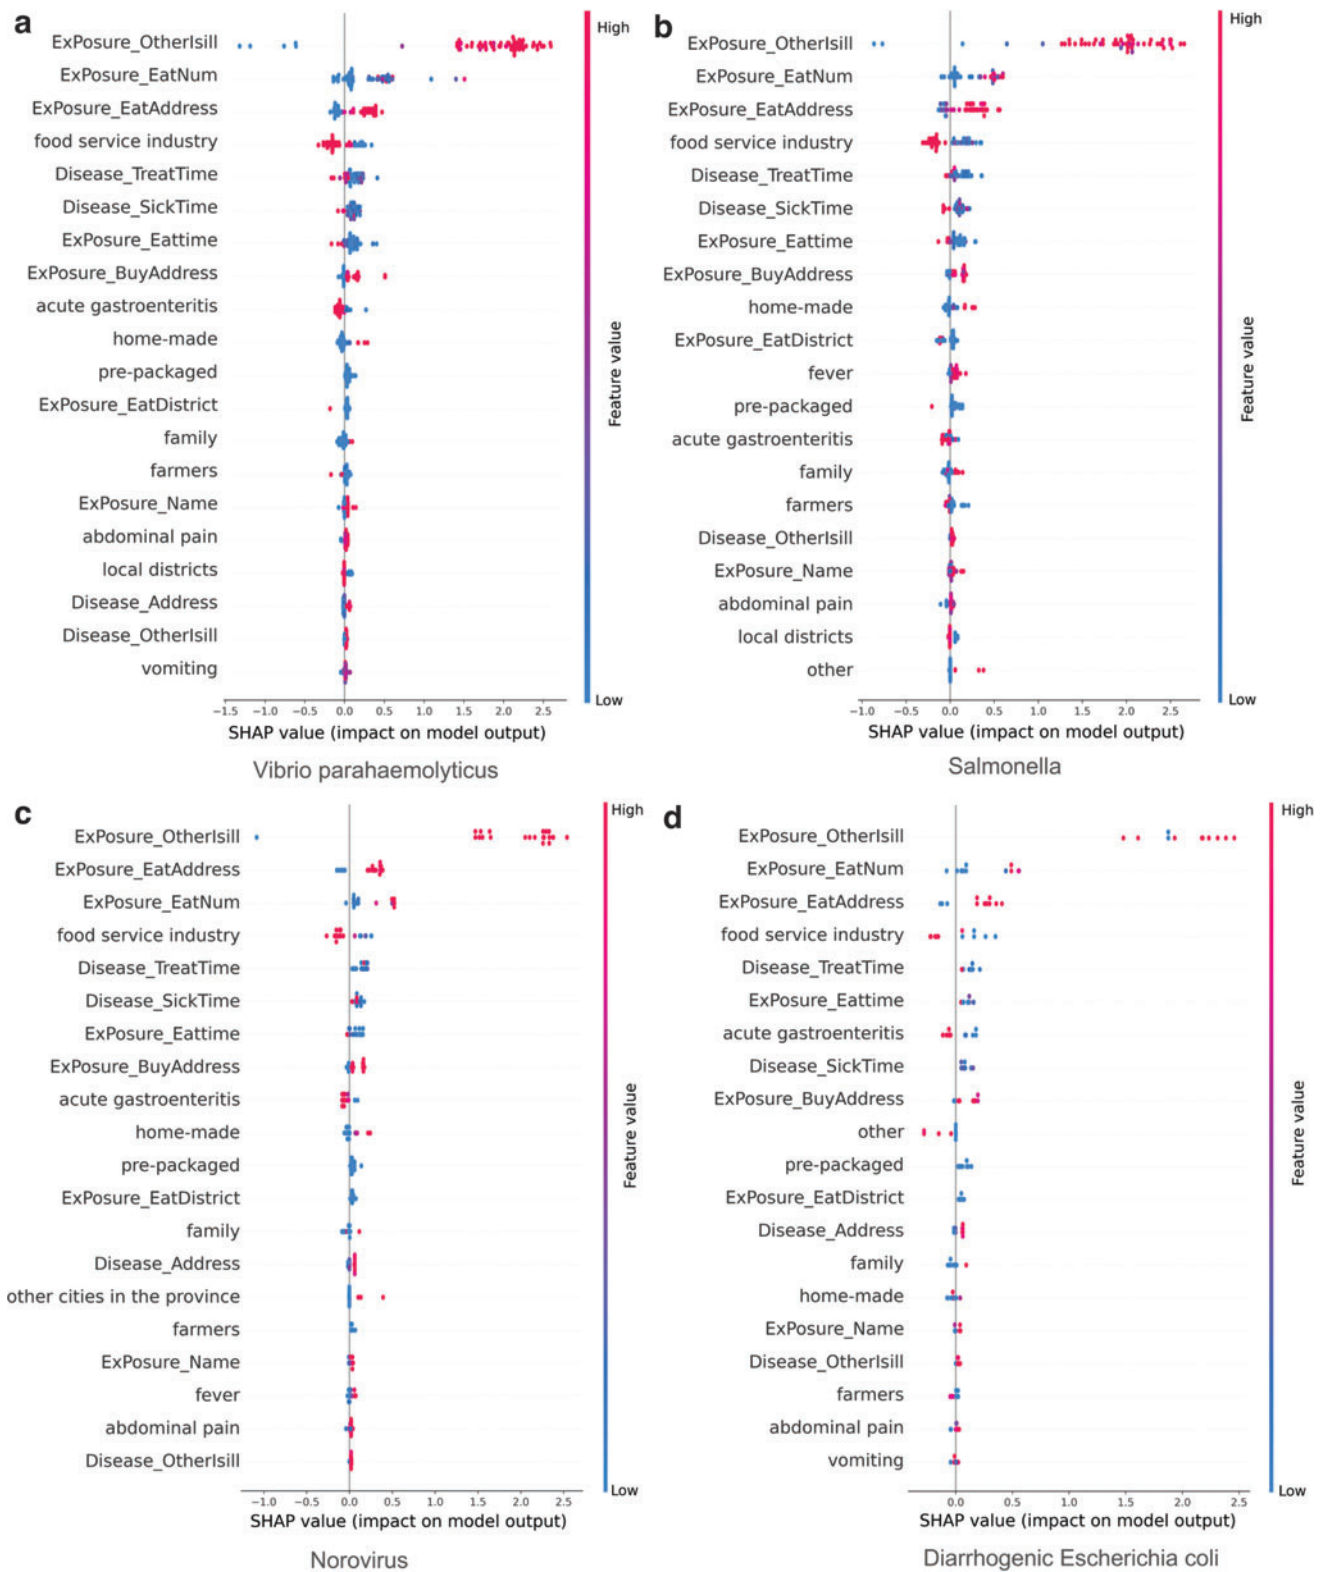 a
High
ExPosure_OtherIsill
ExPosure_EatNum
ExPosure_EatAddress
food service industry
Disease_TreatTime
Disease_SickTime
ExPosure_Eattime
ExPosure_BuyAddress
acute gastroenteritis
home-made
pre-packaged
ExPosure_EatDistrict
family
farmers
ExPosure_Name
abdominal pain
local districts
Disease_Address
Disease_OtherIsill
vomiting
Feature value
Low
−1.5 −1.0 −0.5 0.0 0.5 1.0 1.5 2.0 2.5
SHAP value (impact on model output)
Vibrio parahaemolyticus
b
High
ExPosure_OtherIsill
ExPosure_EatNum
ExPosure_EatAddress
food service industry
Disease_TreatTime
Disease_SickTime
ExPosure_Eattime
ExPosure_BuyAddress
home-made
ExPosure_EatDistrict
fever
pre-packaged
acute gastroenteritis
family
farmers
Disease_OtherIsill
ExPosure_Name
abdominal pain
local districts
other
Feature value
Low
−1.0 −0.5 0.0 0.5 1.0 1.5 2.0 2.5
SHAP value (impact on model output)
Salmonella
c
High
ExPosure_OtherIsill
ExPosure_EatAddress
ExPosure_EatNum
food service industry
Disease_TreatTime
Disease_SickTime
ExPosure_Eattime
ExPosure_BuyAddress
acute gastroenteritis
home-made
pre-packaged
ExPosure_EatDistrict
family
Disease_Address
other cities in the province
farmers
ExPosure_Name
fever
abdominal pain
Disease_OtherIsill
Feature value
Low
−1.0 −0.5 0.0 0.5 1.0 1.5 2.0 2.5
SHAP value (impact on model output)
Norovirus
d
High
ExPosure_OtherIsill
ExPosure_EatNum
ExPosure_EatAddress
food service industry
Disease_TreatTime
ExPosure_Eattime
acute gastroenteritis
Disease_SickTime
ExPosure_BuyAddress
other
pre-packaged
ExPosure_EatDistrict
Disease_Address
family
home-made
ExPosure_Name
Disease_OtherIsill
farmers
abdominal pain
vomiting
Feature value
Low
0.0 0.5 1.0 1.5 2.0 2.5
SHAP value (impact on model output)
Diarrhogenic Escherichia coli